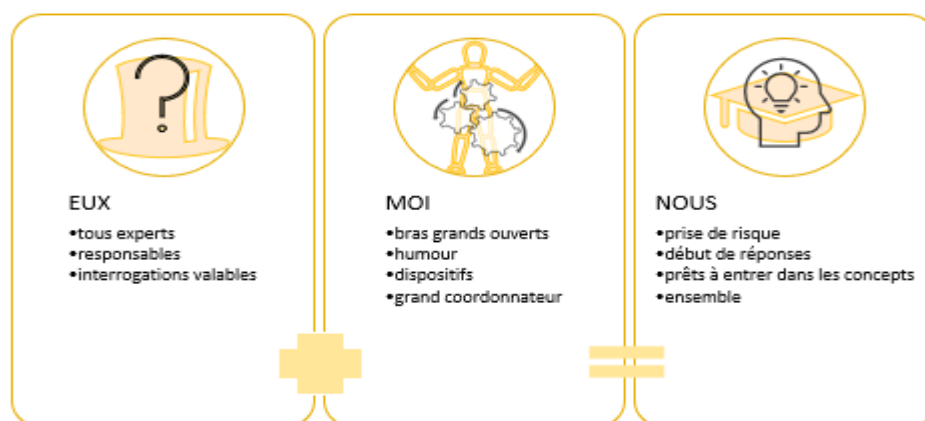 ?
EUX
•tous experts
•responsables
•interrogations valables
MOI
•bras grands ouverts
•humour
•dispositifs
•grand coordonnateur
NOUS
•prise de risque
•début de réponses
•prêts à entrer dans les concepts
•ensemble